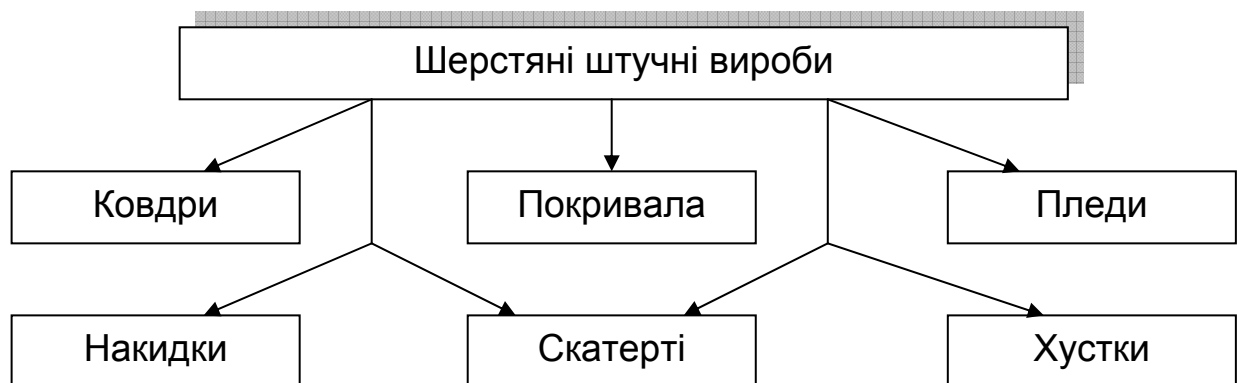 Шерстяні штучні вироби
Ковдри
Покривала
Пледи
Накидки
Скатерті
Хустки